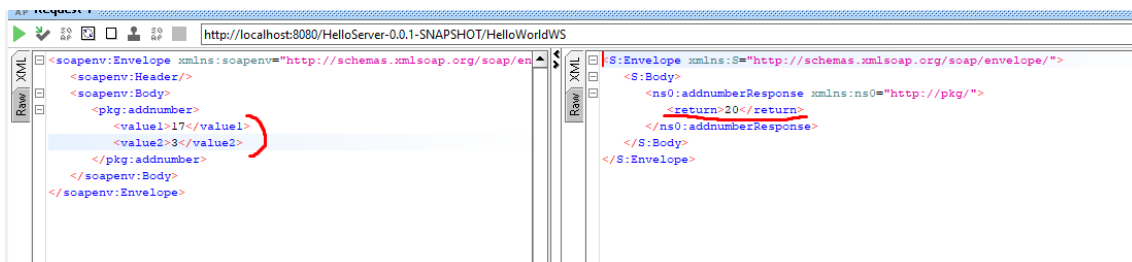 Request 1
http://localhost:8080/HelloServer-0.0.1-SNAPSHOT/HelloWorldWS
XML
Raw
<soapenv:Envelope xmlns:soapenv="http://schemas.xmlsoap.org/soap/en
<soapenv:Header/>
<soapenv:Body>
<pkg:addnumber>
<value1>17</value1>
<value2>3</value2>
</pkg:addnumber>
</soapenv:Body>
</soapenv:Envelope>
XML
Raw
<S:Envelope xmlns:S="http://schemas.xmlsoap.org/soap/envelope/">
<S:Body>
<ns0:addnumberResponse xmlns:ns0="http://pkg/">
<return>20</return>
</ns0:addnumberResponse>
</S:Body>
</S:Envelope>